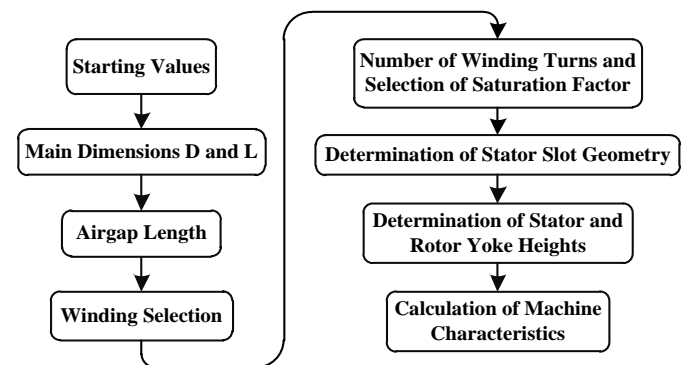 Starting Values
Main Dimensions D and L
Airgap Length
Winding Selection
Number of Winding Turns and
Selection of Saturation Factor
Determination of Stator Slot Geometry
Determination of Stator and
Rotor Yoke Heights
Calculation of Machine
Characteristics